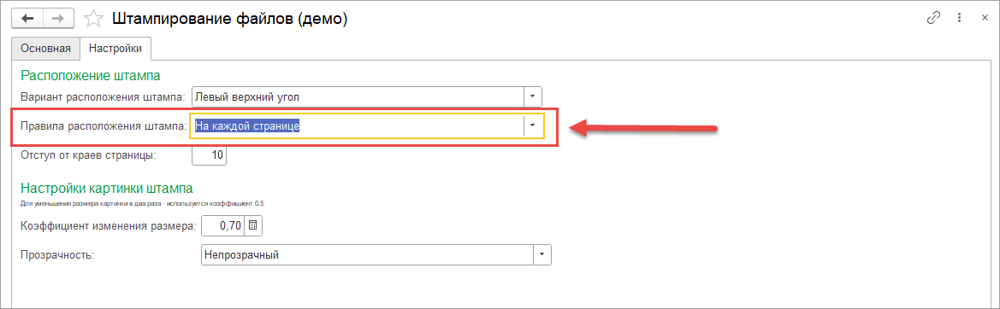 Штампирование файлов (демо)
Основная Настройки
Расположение штампа
Вариант расположения штампа: Левый верхний угол
Правила расположения штампа: На каждой странице
Отступ от краев страницы: 10
Настройки картинки штампа
Для уменьшения размера картинки в два раза - используется коэффициент 0.5
Коэффициент изменения размера: 0,70
Прозрачность: Непрозрачный